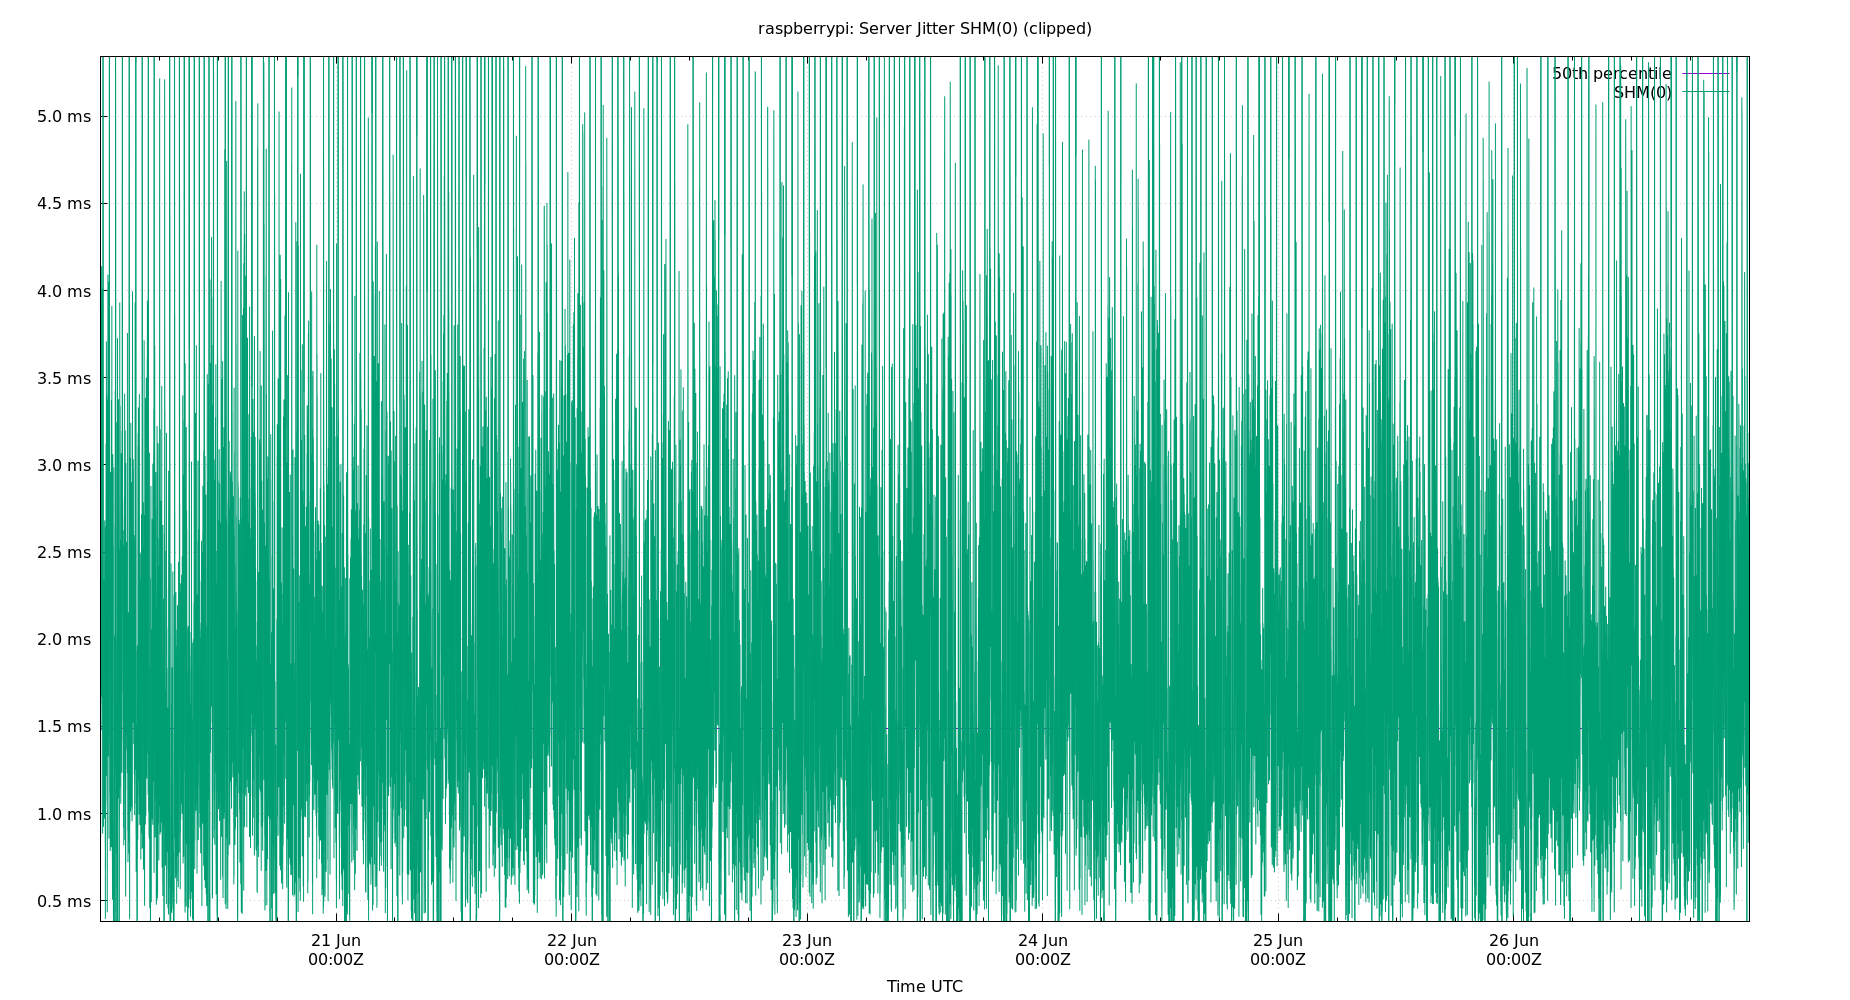 raspberrypi: Server Jitter SHM(0) (clipped)
50th percentile
SHM(0)
5.0 ms
4.5 ms
4.0 ms
3.5 ms
3.0 ms
2.5 ms
2.0 ms
1.5 ms
1.0 ms
0.5 ms
21 Jun 22 Jun 23 Jun 24 Jun 25 Jun 26 Jun
00:00Z 00:00Z 00:00Z 00:00Z 00:00Z 00:00Z
Time UTC